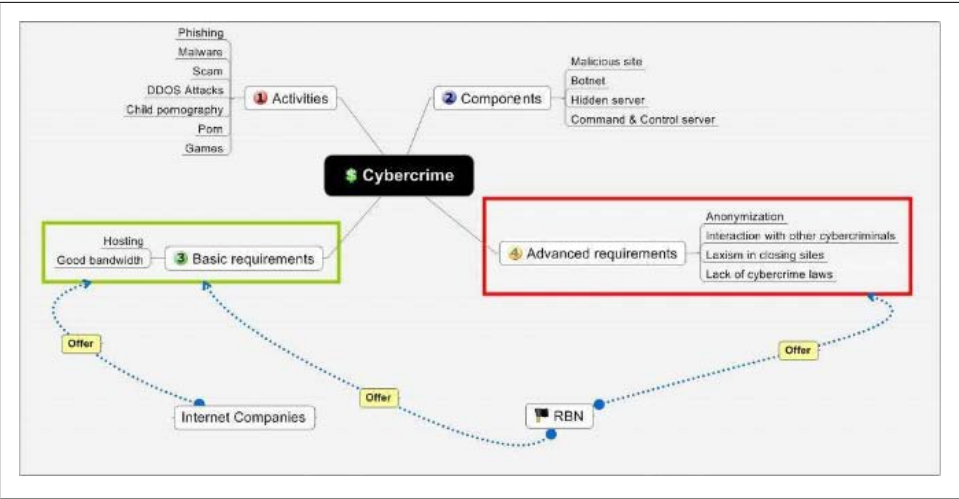 Phishing
Malware
Scam
DDOS Attacks
Child pornography
Porn
Games
1 Activities
2 Components
Malicious site
Botnet
Hidden server
Command & Control server
$ Cybercrime
Hosting
Good bandwidth
3 Basic requirements
4 Advanced requirements
Anonymization
Interaction with other cybercriminals
Laxism in closing sites
Lack of cybercrime laws
Offer
Offer
Offer
Internet Companies
RBN